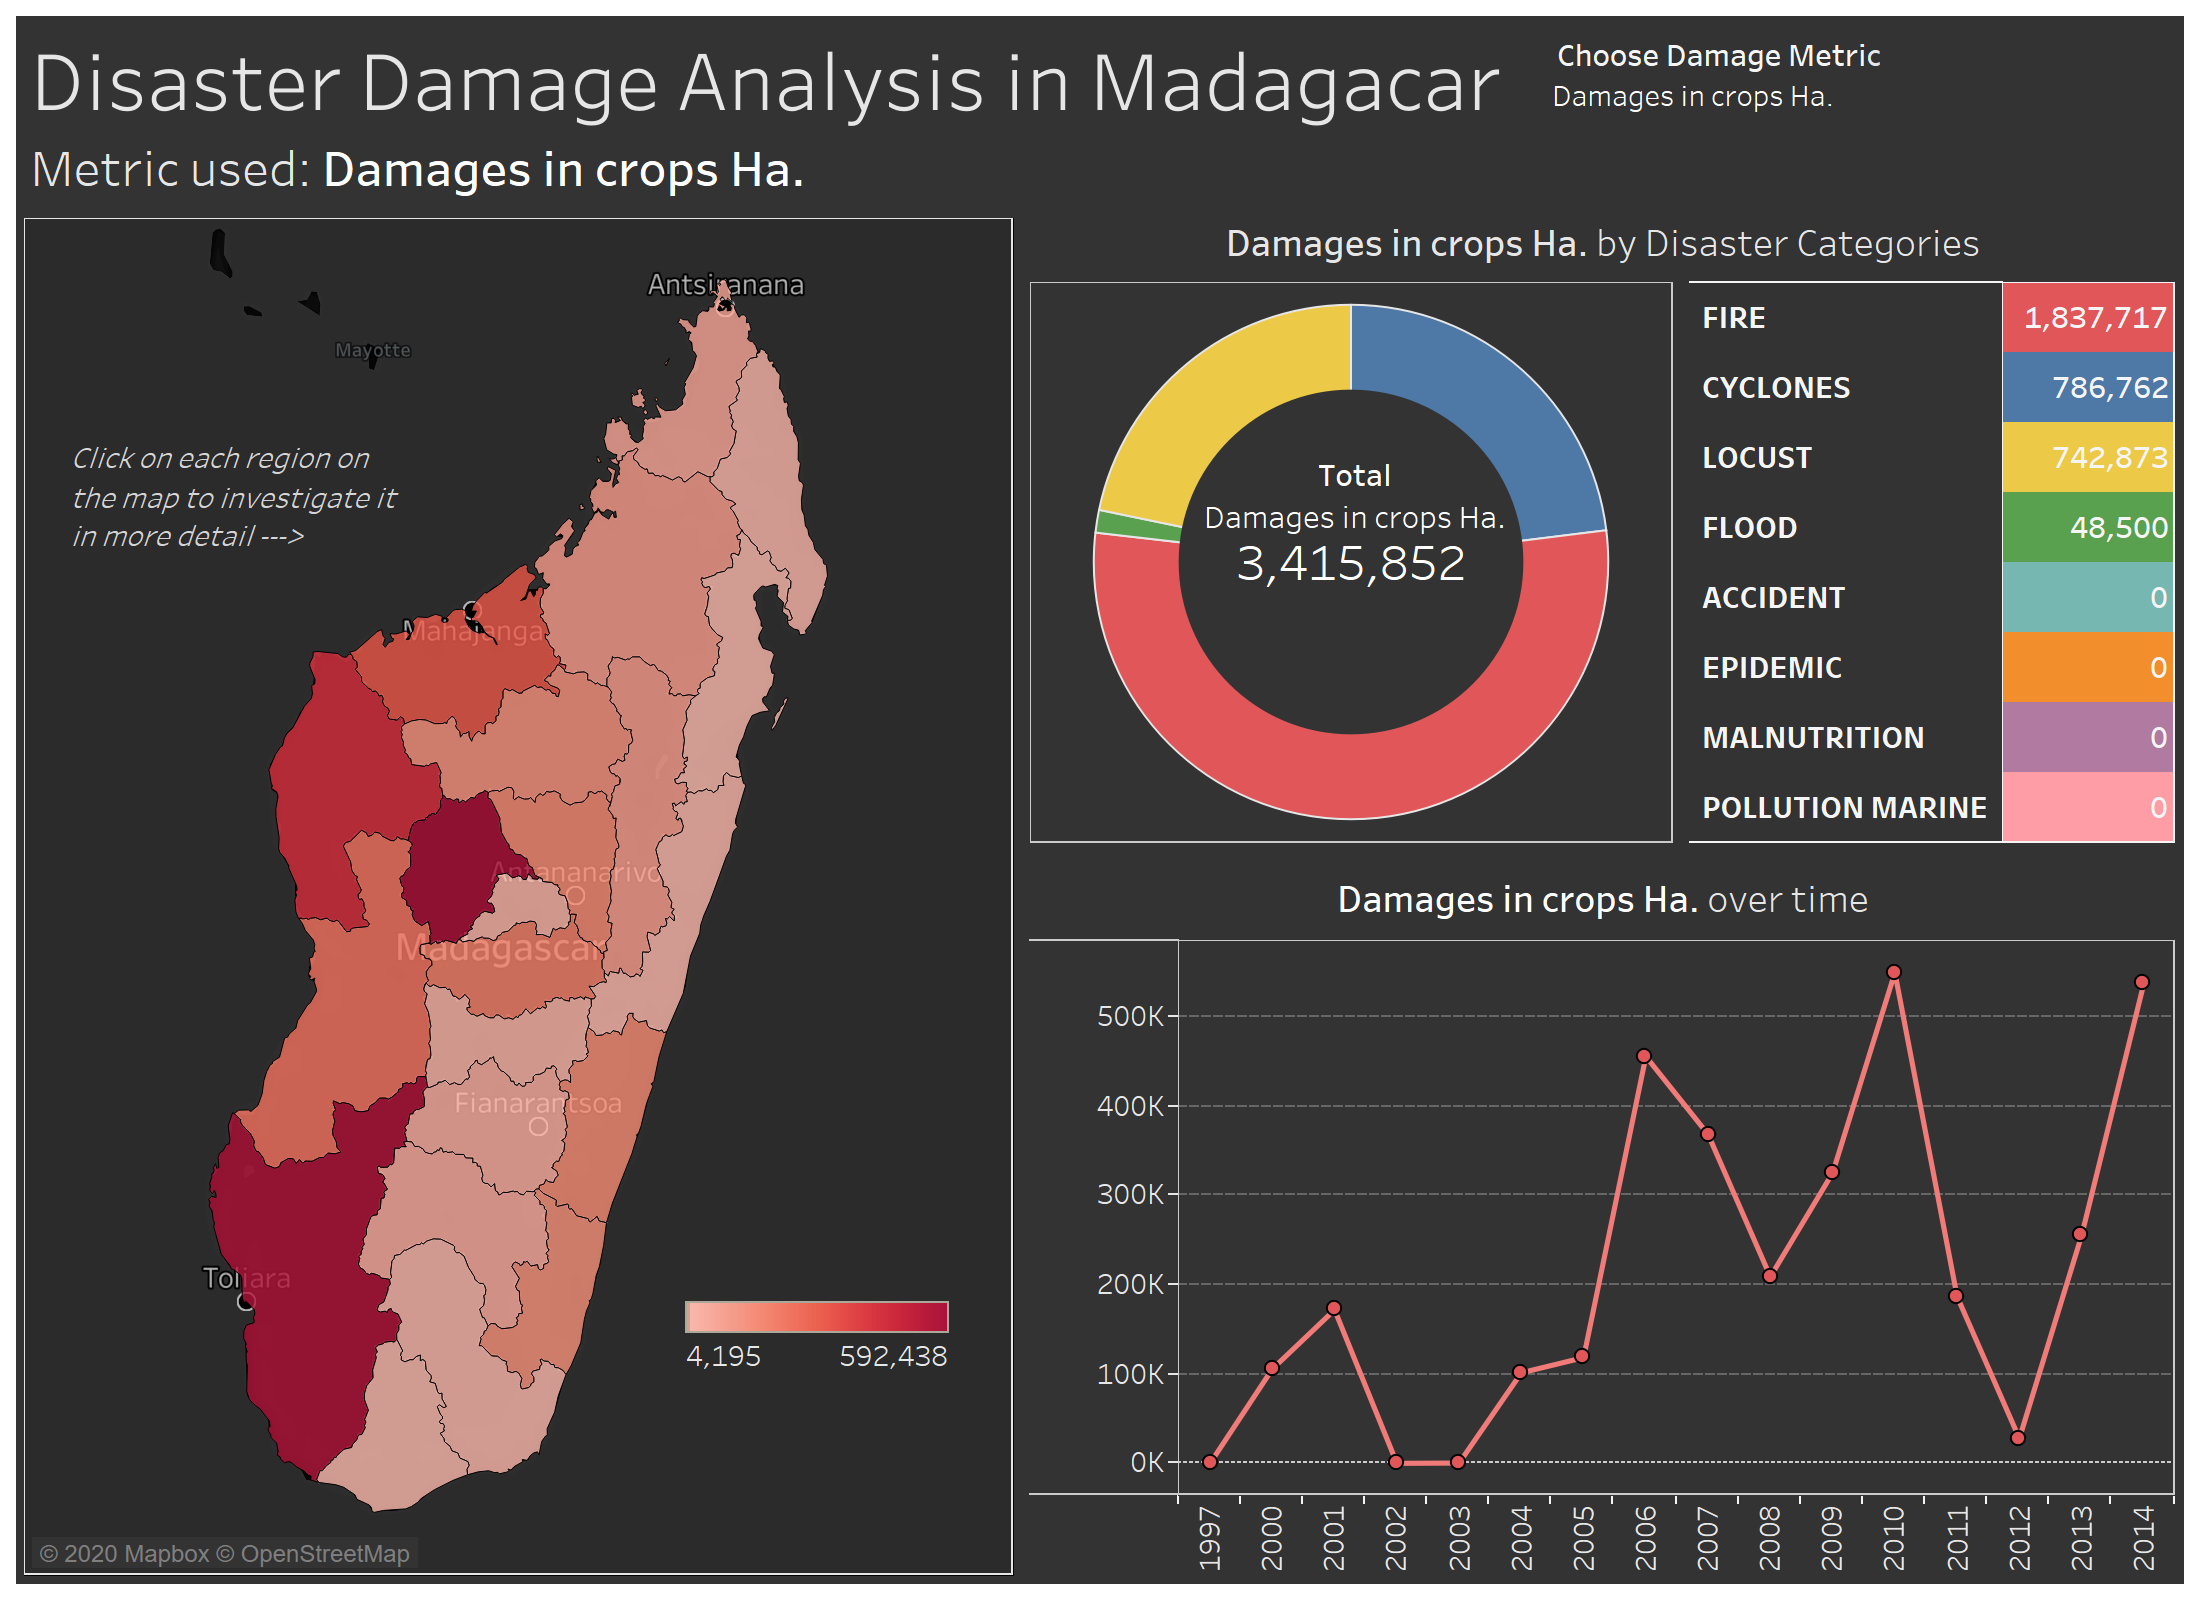 Disaster Damage Analysis in Madagacar
Choose Damage Metric
Damages in crops Ha.
Metric used: Damages in crops Ha.
Antsiranana
Mayotte
Click on each region on
the map to investigate it
in more detail --->
Mahajanga
Antananarivo
Madagascar
Fianarantsoa
Toliara
4,195 592,438
© 2020 Mapbox © OpenStreetMap
Damages in crops Ha. by Disaster Categories
Total
Damages in crops Ha.
3,415,852
FIRE 1,837,717
CYCLONES 786,762
LOCUST 742,873
FLOOD 48,500
ACCIDENT 0
EPIDEMIC 0
MALNUTRITION 0
POLLUTION MARINE 0
Damages in crops Ha. over time
500K
400K
300K
200K
100K
0K
1997 2000 2001 2002 2003 2004 2005 2006 2007 2008 2009 2010 2011 2012 2013 2014